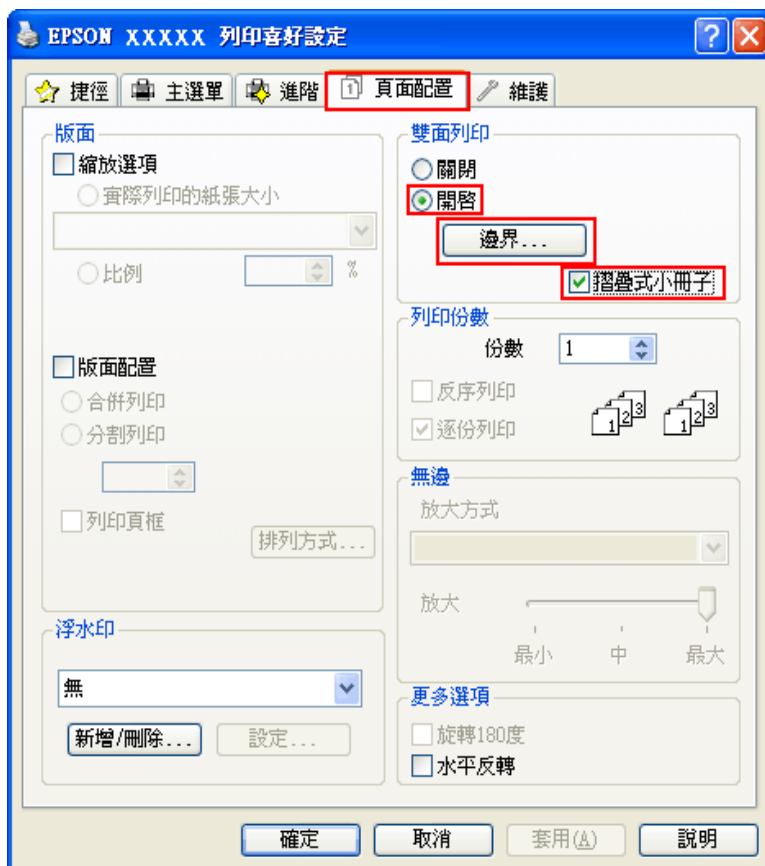 EPSON XXXXX 列印喜好設定
捷徑 主選單 進階 頁面配置 維護
版面
縮放選項
實際列印的紙張大小
比例 %
版面配置
合併列印
分割列印
列印頁框
排列方式...
浮水印
無
新增/刪除... 設定...
雙面列印
關閉
開啓
邊界...
摺疊式小冊子
列印份數
份數 1
反序列印
逐份列印
1 2 3 1 2 3
無邊
放大方式
放大
最小 中 最大
更多選項
旋轉180度
水平反轉
確定 取消 套用(A) 說明